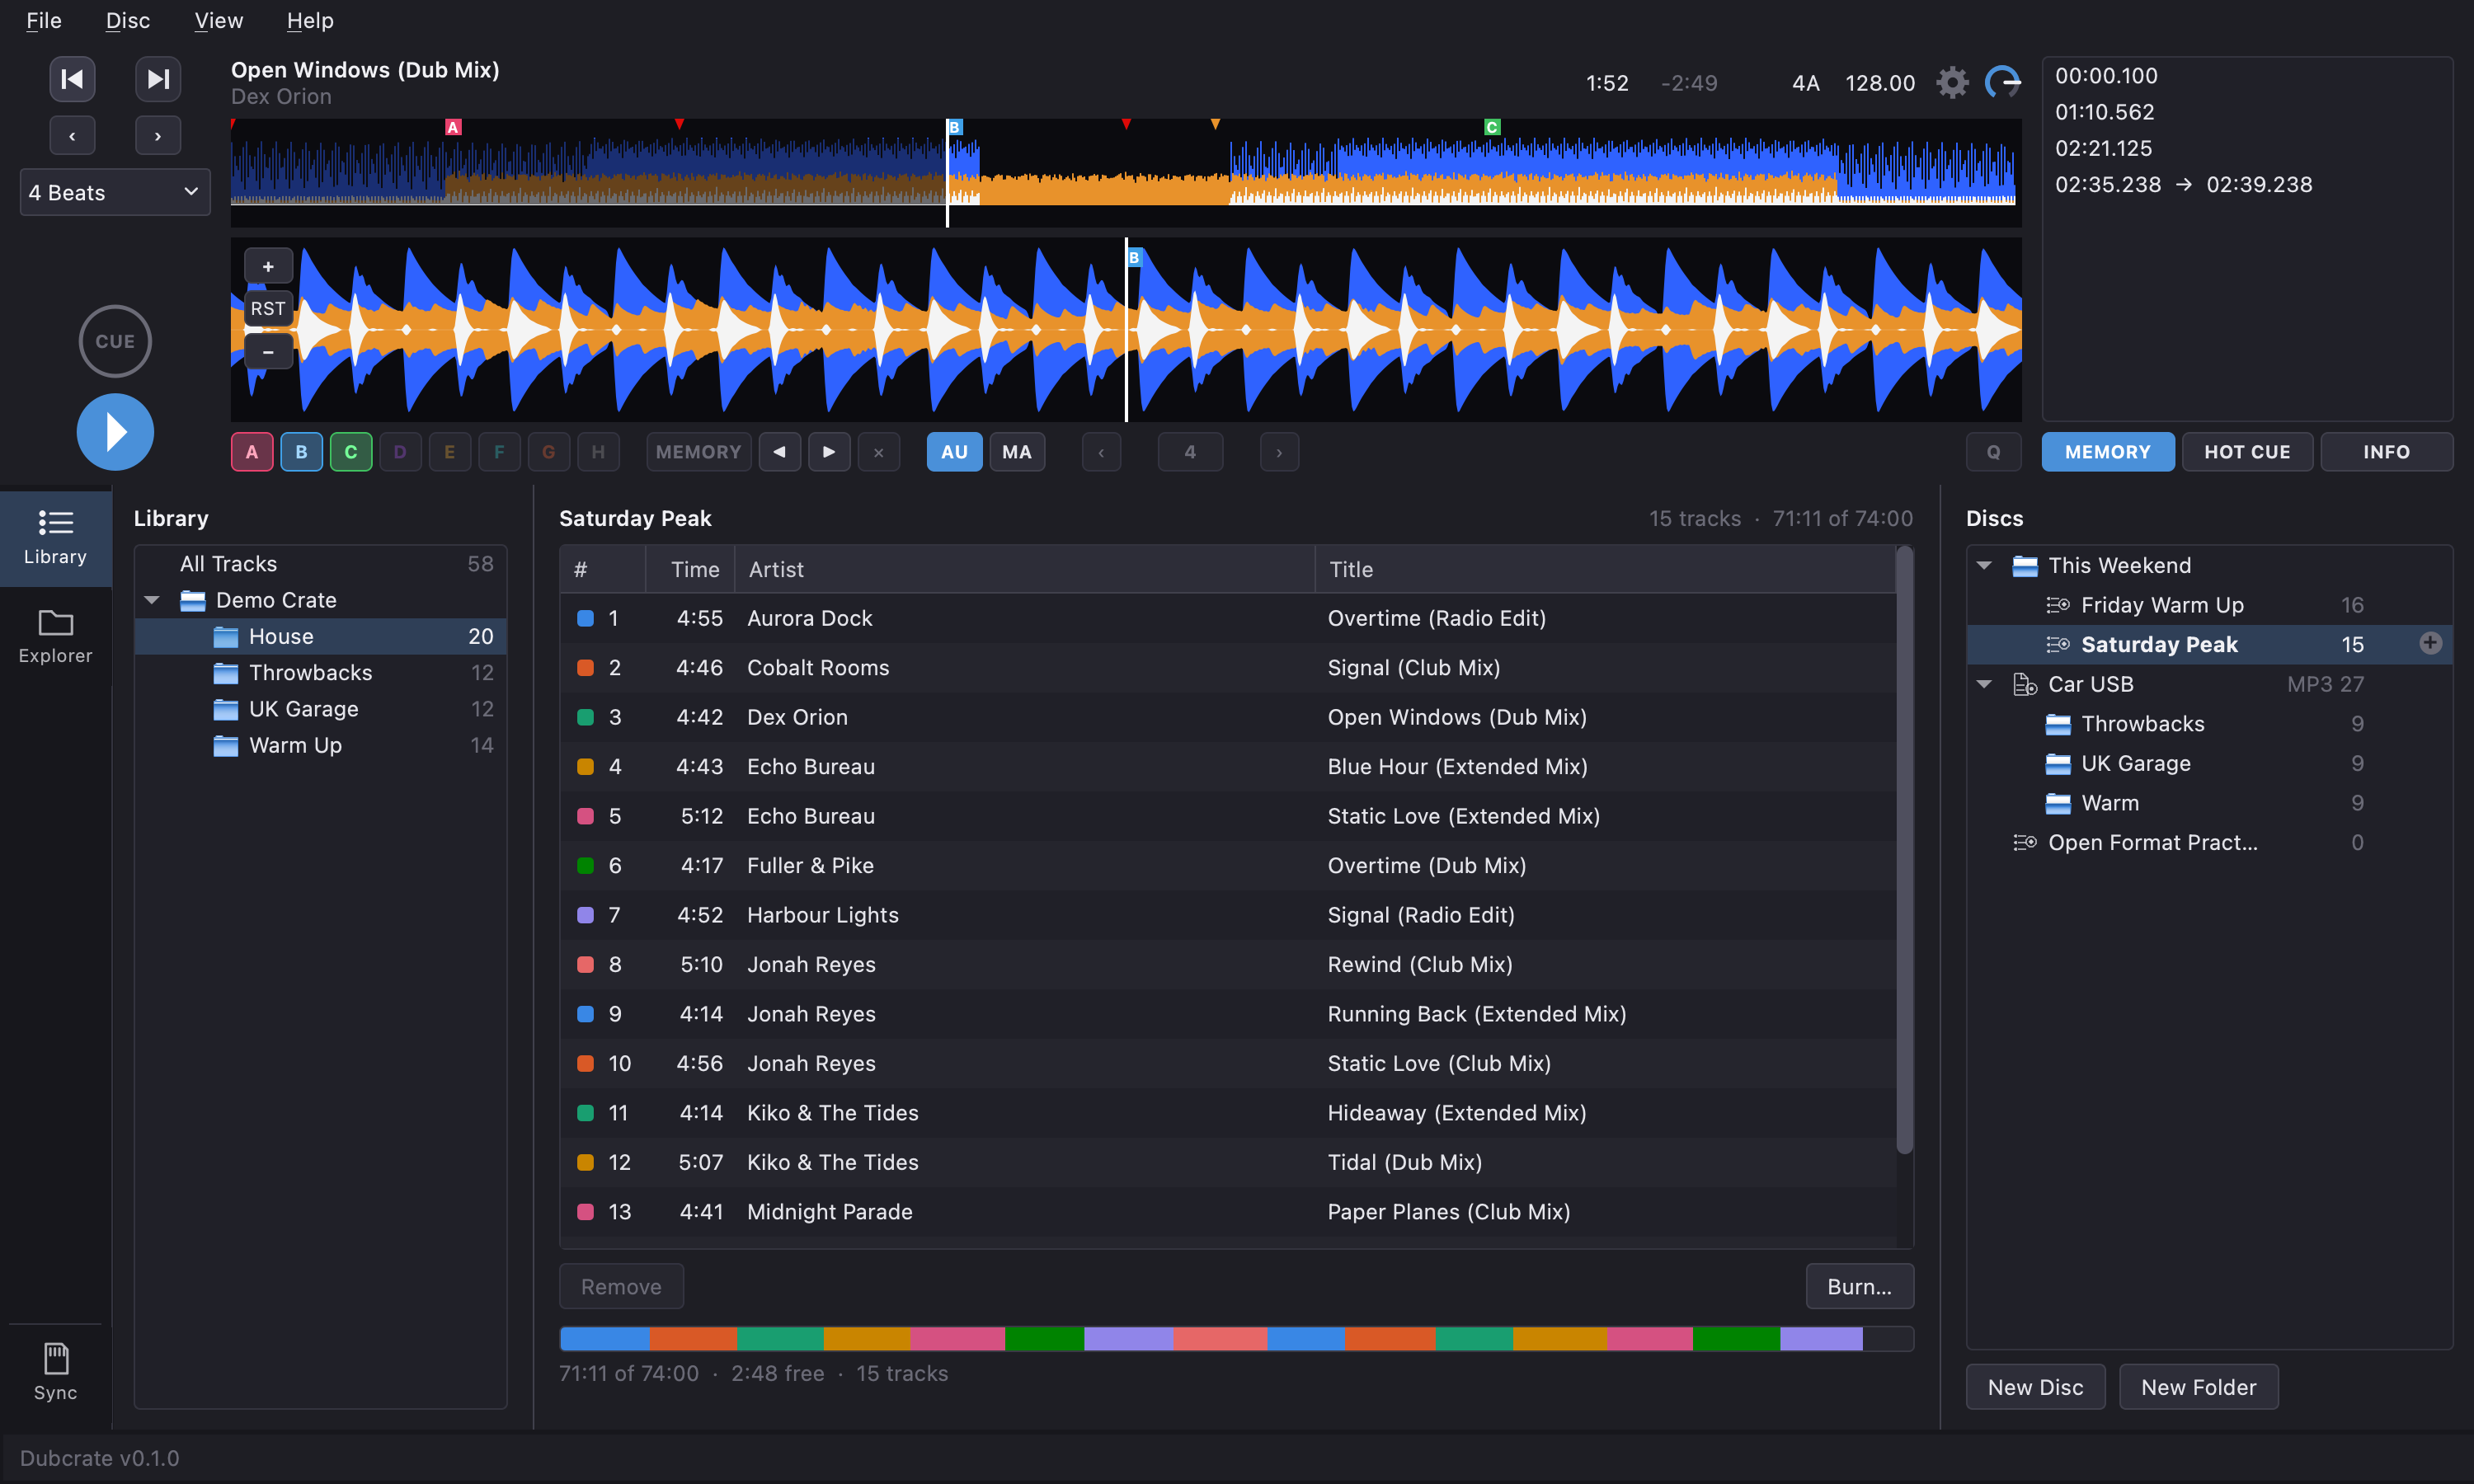 File Disc View Help
Open Windows (Dub Mix)
Dex Orion
1:52 -2:49 4A 128.00
00:00.100
01:10.562
02:21.125
02:35.238 → 02:39.238
‹ ›
4 Beats
A B C
+
RST
−
B
CUE
A B C D E F G H MEMORY ◀ ▶ × AU MA ‹ 4 › Q
MEMORY HOT CUE INFO
Library
Explorer
Sync
Library
All Tracks 58
Demo Crate
House 20
Throwbacks 12
UK Garage 12
Warm Up 14
Saturday Peak 15 tracks · 71:11 of 74:00
# Time Artist Title
1 4:55 Aurora Dock Overtime (Radio Edit)
2 4:46 Cobalt Rooms Signal (Club Mix)
3 4:42 Dex Orion Open Windows (Dub Mix)
4 4:43 Echo Bureau Blue Hour (Extended Mix)
5 5:12 Echo Bureau Static Love (Extended Mix)
6 4:17 Fuller & Pike Overtime (Dub Mix)
7 4:52 Harbour Lights Signal (Radio Edit)
8 5:10 Jonah Reyes Rewind (Club Mix)
9 4:14 Jonah Reyes Running Back (Extended Mix)
10 4:56 Jonah Reyes Static Love (Club Mix)
11 4:14 Kiko & The Tides Hideaway (Extended Mix)
12 5:07 Kiko & The Tides Tidal (Dub Mix)
13 4:41 Midnight Parade Paper Planes (Club Mix)
Remove Burn...
71:11 of 74:00 · 2:48 free · 15 tracks
Discs
This Weekend
Friday Warm Up 16
Saturday Peak 15
Car USB MP3 27
Throwbacks 9
UK Garage 9
Warm 9
Open Format Pract... 0
New Disc New Folder
Dubcrate v0.1.0